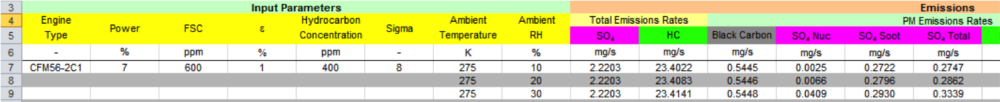 3 Input Parameters Emissions
4 Engine Type Power FSC ε Hydrocarbon Concentration Sigma Ambient Temperature Ambient RH Total Emissions Rates PM Emissions Rates
5 SO4 HC Black Carbon SO4 Nuc SO4 Soot SO4 Total
6 - % ppm % ppm - K % mg/s mg/s mg/s mg/s mg/s mg/s
7 CFM56-2C1 7 600 1 400 8 275 10 2.2203 23.4022 0.5445 0.0025 0.2722 0.2747
8 275 20 2.2203 23.4083 0.5446 0.0066 0.2796 0.2862
9 275 30 2.2203 23.4141 0.5448 0.0409 0.2930 0.3339